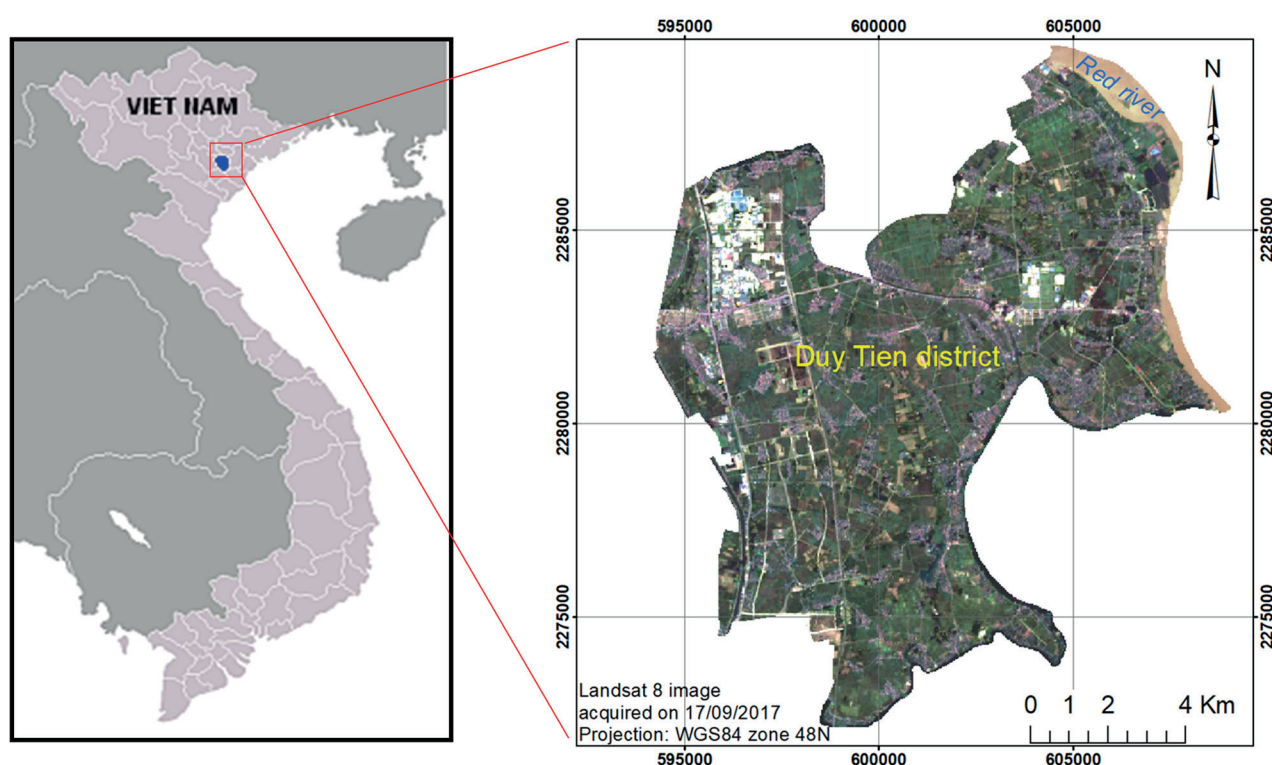 VIET NAM
595000
600000
605000
Red river
N
2285000
2285000
Duy Tien district
2280000
2280000
2275000
2275000
Landsat 8 image
acquired on 17/09/2017
Projection: WGS84 zone 48N
0 1 2 4 Km
595000
600000
605000